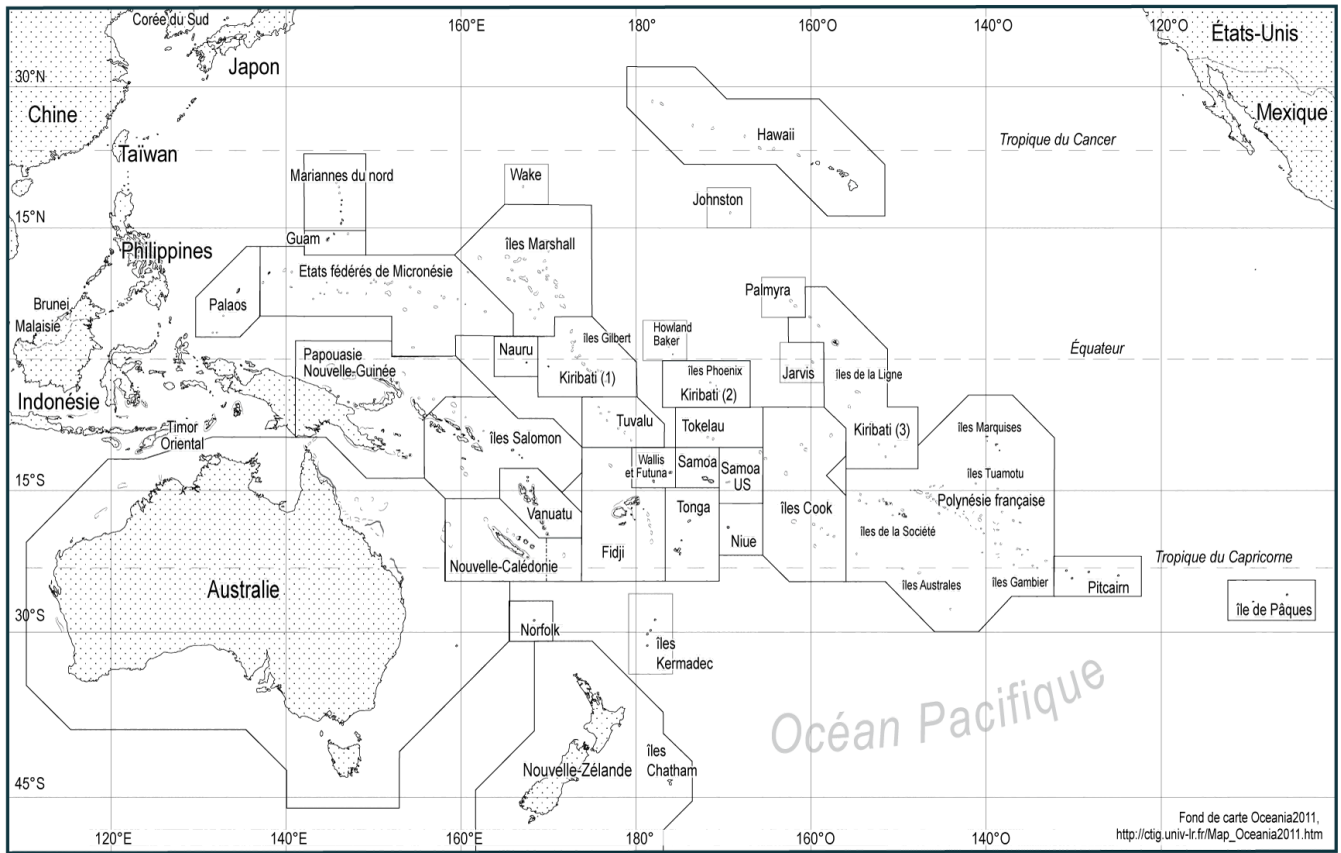 Corée du Sud
160°E
180°
160°O
140°O
120°O
États-Unis
Japon
30°N
Chine
Mexique
Hawaii
Tropique du Cancer
Taïwan
Mariannes du nord
Wake
Johnston
15°N
Guam
Philippines
îles Marshall
Etats fédérés de Micronésie
Palaos
Palmyra
Brunei
Malaisie
Howland
Baker
îles Gilbert
Nauru
Papouasie
Nouvelle-Guinée
Équateur
Kiribati (1)
îles Phoenix
Kiribati (2)
Jarvis
îles de la Ligne
Indonésie
Timor
Oriental
îles Salomon
Tuvalu
Tokelau
Kiribati (3)
îles Marquises
Wallis
et Futuna
Samoa
Samoa
US
îles Tuamotu
15°S
Vanuatu
Tonga
îles Cook
Polynésie française
îles de la Société
Fidji
Niue
Nouvelle-Calédonie
Tropique du Capricorne
Australie
îles Australes
îles Gambier
Pitcairn
île de Pâques
30°S
Norfolk
îles
Kermadec
Océan Pacifique
Nouvelle-Zélande
îles
Chatham
45°S
120°E
140°E
160°E
180°
160°O
140°O
Fond de carte Oceania2011,
http://ctig.univ-lr.fr/Map_Oceania2011.htm